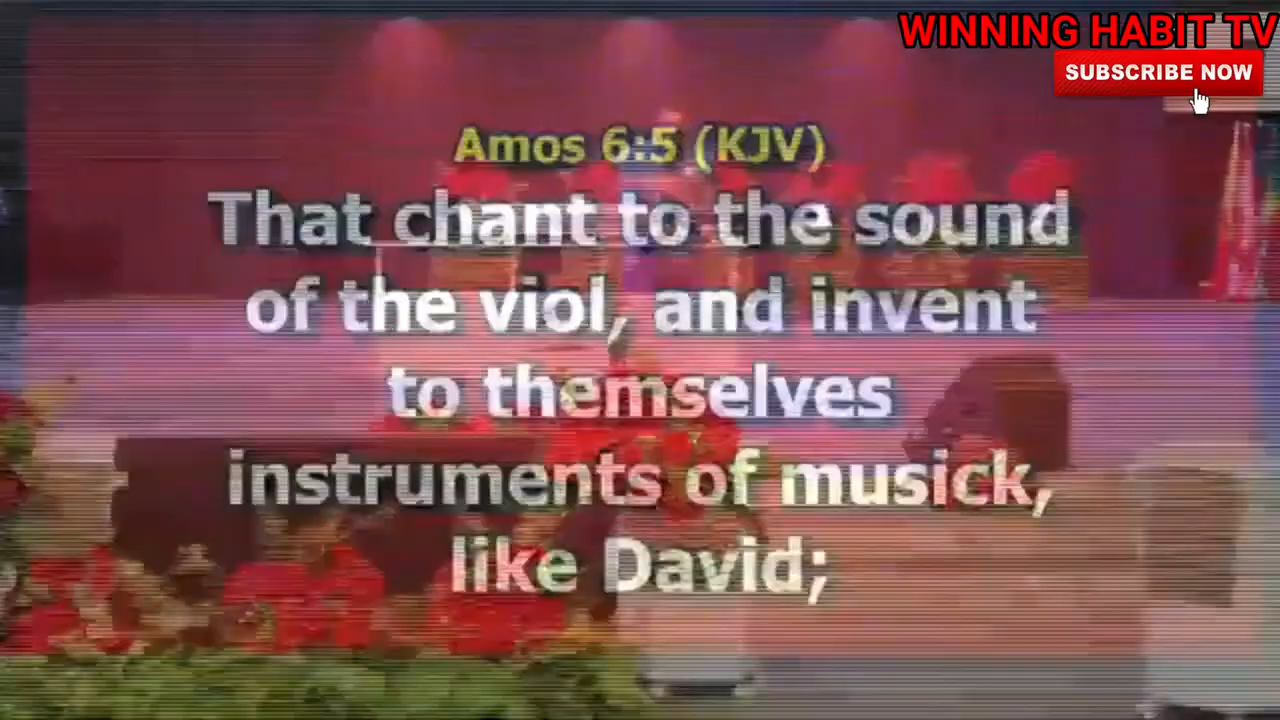 WINNING HABIT TV
SUBSCRIBE NOW
Amos 6:5 (KJV)
That chant to the sound
of the viol, and invent
to themselves
instruments of musick,
like David;